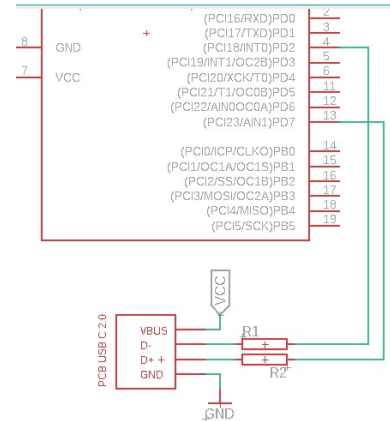 2
(PCI16/RXD)PD0
3
(PCI17/TXD)PD1
8 GND
4
(PCI18/INT0)PD2
5
(PCI19/INT1/OC2B)PD3
7 VCC
6
(PCI20/XCK/T0)PD4
11
(PCI21/T1/OC0B)PD5
12
(PCI22/AIN0OC0A)PD6
13
(PCI23/AIN1)PD7
14
(PCI0/ICP/CLKO)PB0
15
(PCI1/OC1A/OC1S)PB1
16
(PCI2/SS/OC1B)PB2
17
(PCI3/MOSI/OC2A)PB3
18
(PCI4/MISO)PB4
19
(PCI5/SCK)PB5
VCC
PCB USB C 2.0
VBUS
D-
D+ +
GND
R1
R2
GND